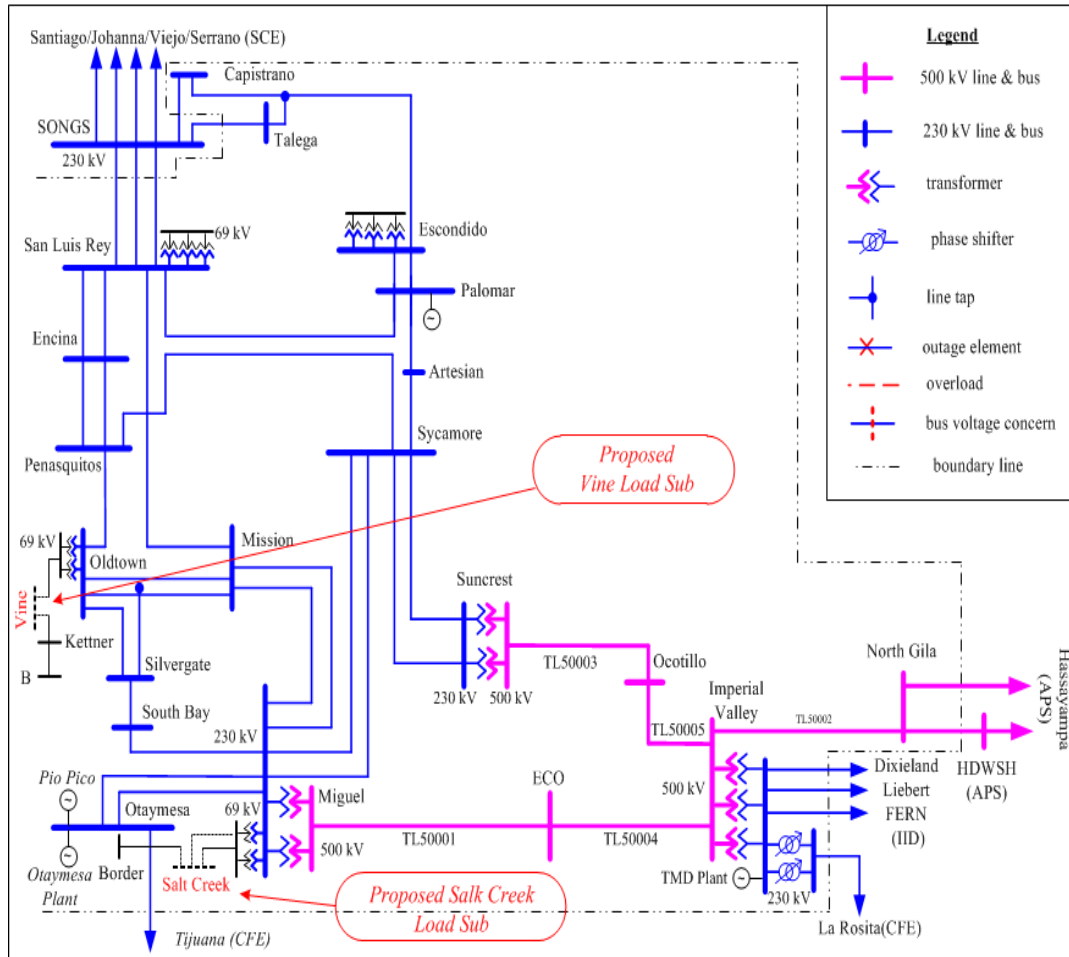 Santiago/Johanna/Viejo/Serrano (SCE)
Capistrano
SONGS
230 kV
Talega
San Luis Rey
69 kV
Escondido
Palomar
~
Encina
Artesian
Penasquitos
Sycamore
Proposed
Vine Load Sub
69 kV
Oldtown
Mission
Vine
Kettner
B
Silvergate
South Bay
Suncrest
230 kV
500 kV
TL50003
Ocotillo
TL50005
Imperial
Valley
500 kV
North Gila
TL50002
Hassayampa
(APS)
HDWSH
(APS)
Dixieland
Liebert
FERN
(IID)
230 kV
ECO
TL50001
TL50004
Pio Pico
~
Otaymesa
69 kV
Miguel
500 kV
~
Otaymesa
Plant
Border
Salt Creek
Proposed Salk Creek
Load Sub
TMD Plant
~
230 kV
La Rosita(CFE)
Tijuana (CFE)
Legend
500 kV line & bus
230 kV line & bus
transformer
phase shifter
line tap
outage element
overload
bus voltage concern
boundary line